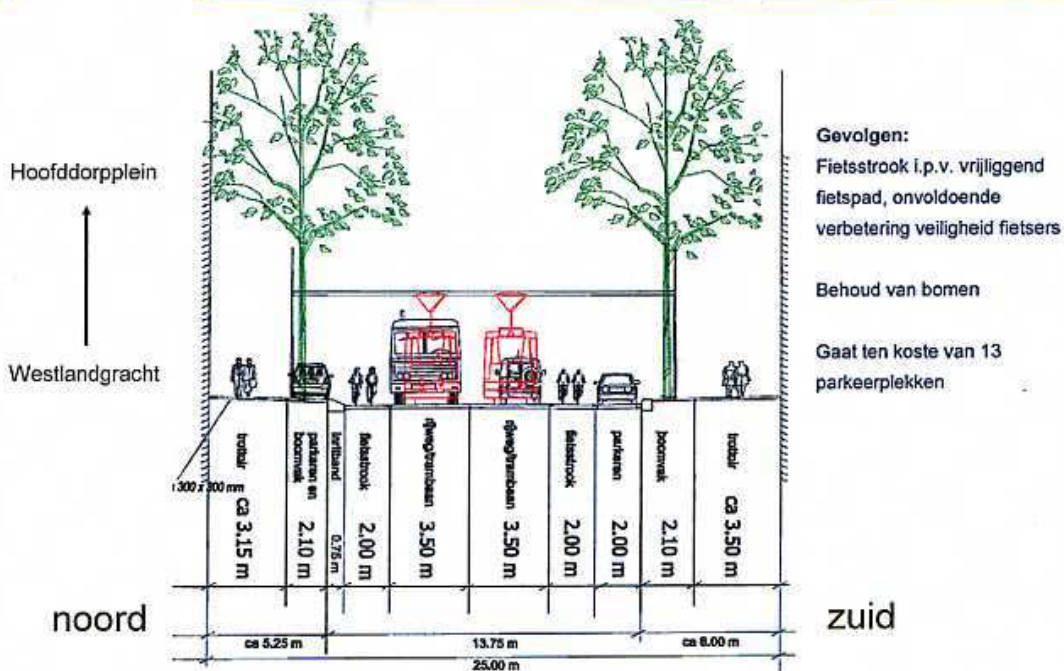 Hoofddorpplein
Westlandgracht
Gevolgen:
Fietsstrook i.p.v. vrijliggend
fietspad, onvoldoende
verbetering veiligheid fietsers
Behoud van bomen
Gaat ten koste van 13
parkeerplekken
300 x 300 mm
trottoir
ca 3.15 m
parkeren en
boomvak
2.10 m
inritband
0.75 m
fietsstrook
2.00 m
rijweg/trambaan
3.50 m
rijweg/trambaan
3.50 m
fietsstrook
2.00 m
parkeren
2.00 m
boomvak
2.10 m
trottoir
ca 3.50 m
noord
zuid
ca 5.25 m
13.75 m
ca 6.00 m
25.00 m